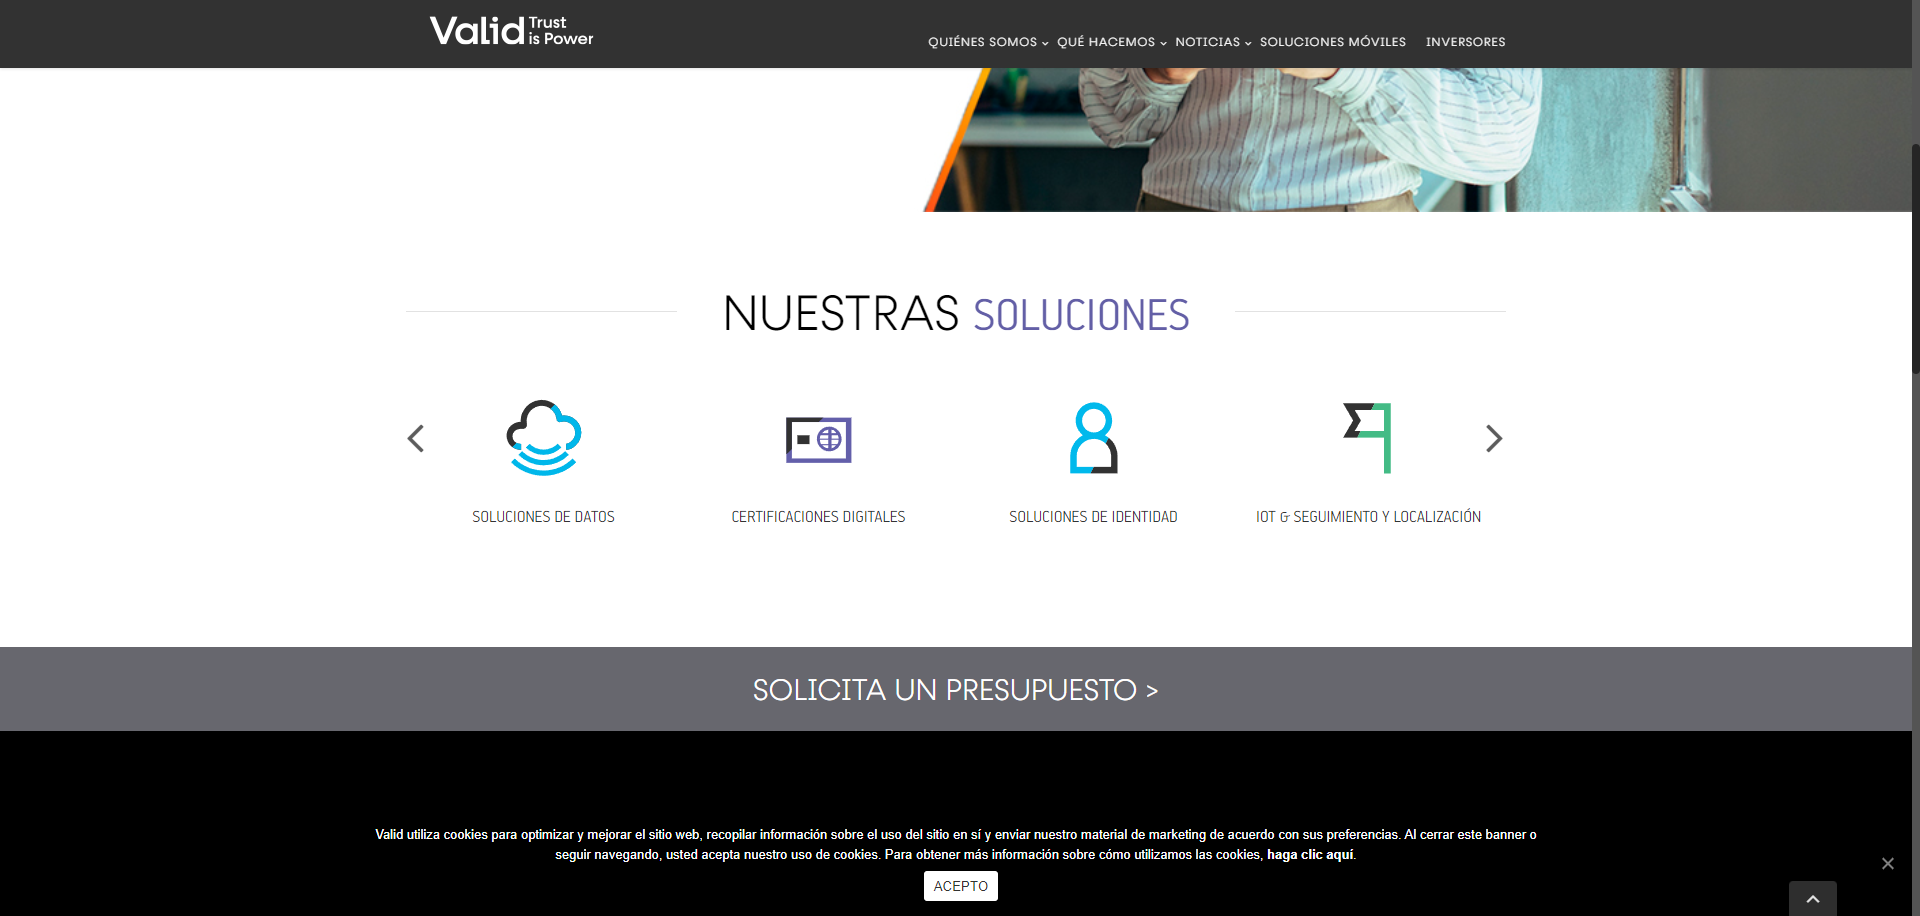 Valid Trust
is Power
QUIÉNES SOMOS QUÉ HACEMOS NOTICIAS SOLUCIONES MÓVILES INVERSORES
NUESTRAS SOLUCIONES
SOLUCIONES DE DATOS
CERTIFICACIONES DIGITALES
SOLUCIONES DE IDENTIDAD
IOT & SEGUIMIENTO Y LOCALIZACIÓN
SOLICITA UN PRESUPUESTO >
Valid utiliza cookies para optimizar y mejorar el sitio web, recopilar información sobre el uso del sitio en sí y enviar nuestro material de marketing de acuerdo con sus preferencias. Al cerrar este banner o
seguir navegando, usted acepta nuestro uso de cookies. Para obtener más información sobre cómo utilizamos las cookies, haga clic aquí.
ACEPTO